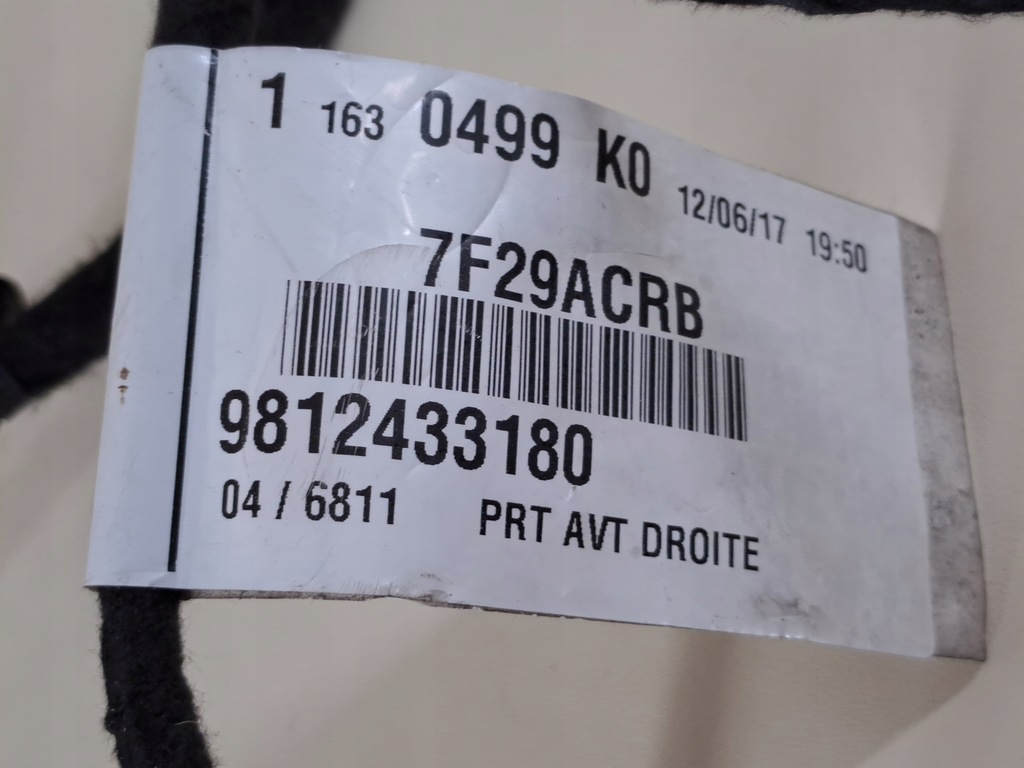 1 163 0499 K0 12/06/17 19:50
7F29ACRB
9812433180
04 / 6811 PRT AVT DROITE